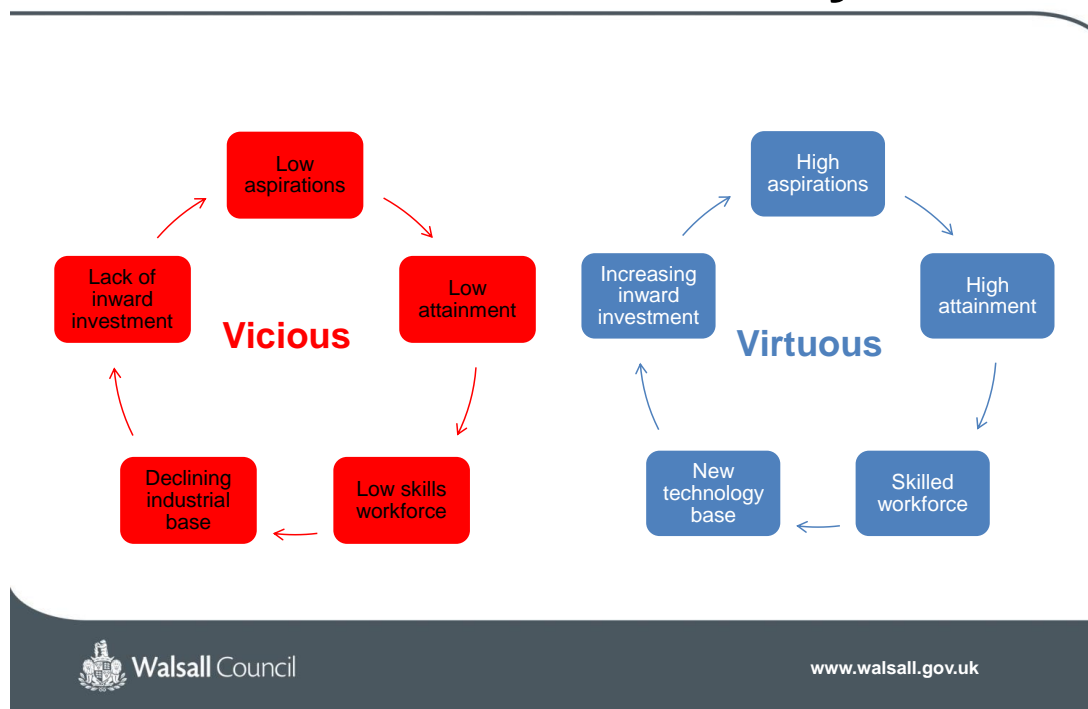 Low
aspirations
Low
attainment
Low skills
workforce
Declining
industrial
base
Lack of
inward
investment
Vicious
High
aspirations
High
attainment
Skilled
workforce
New
technology
base
Increasing
inward
investment
Virtuous
Walsall Council
www.walsall.gov.uk